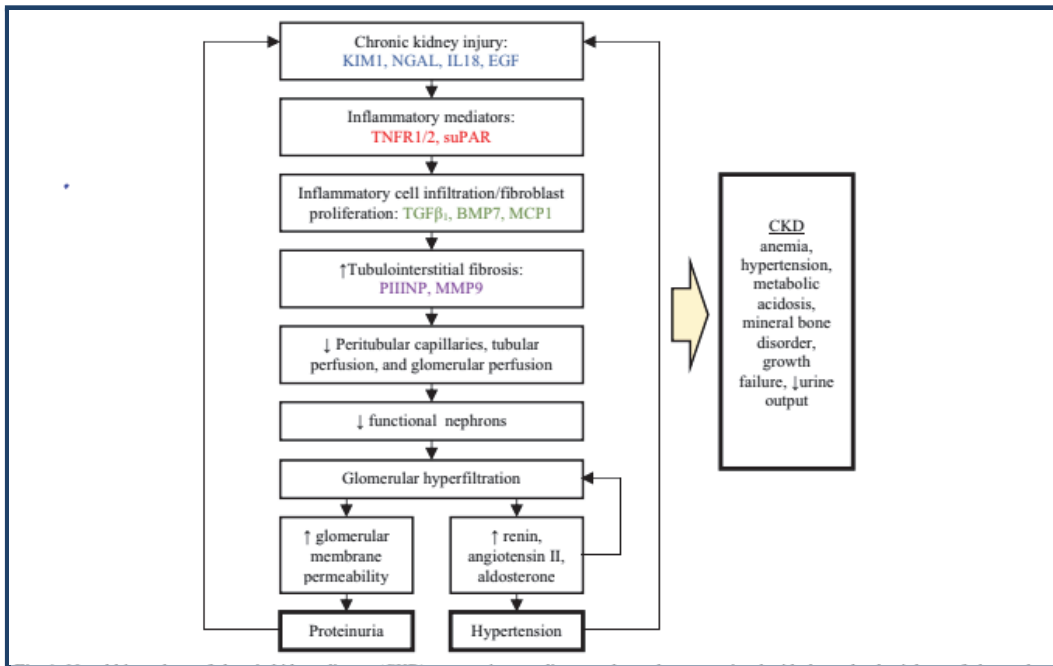 Chronic kidney injury:
KIM1, NGAL, IL18, EGF
Inflammatory mediators:
TNFR1/2, suPAR
Inflammatory cell infiltration/fibroblast
proliferation: TGFβ₁, BMP7, MCP1
↑Tubulointerstitial fibrosis:
PIIINP, MMP9
↓ Peritubular capillaries, tubular
perfusion, and glomerular perfusion
↓ functional nephrons
Glomerular hyperfiltration
↑ glomerular
membrane
permeability
↑ renin,
angiotensin II,
aldosterone
Proteinuria
Hypertension
CKD
anemia,
hypertension,
metabolic
acidosis,
mineral bone
disorder,
growth
failure, ↓urine
output